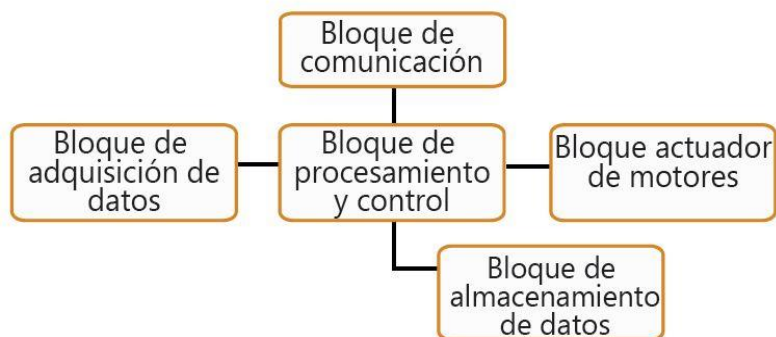 Bloque de
comunicación
Bloque de
adquisición de
datos
Bloque de
procesamiento
y control
Bloque actuador
de motores
Bloque de
almacenamiento
de datos